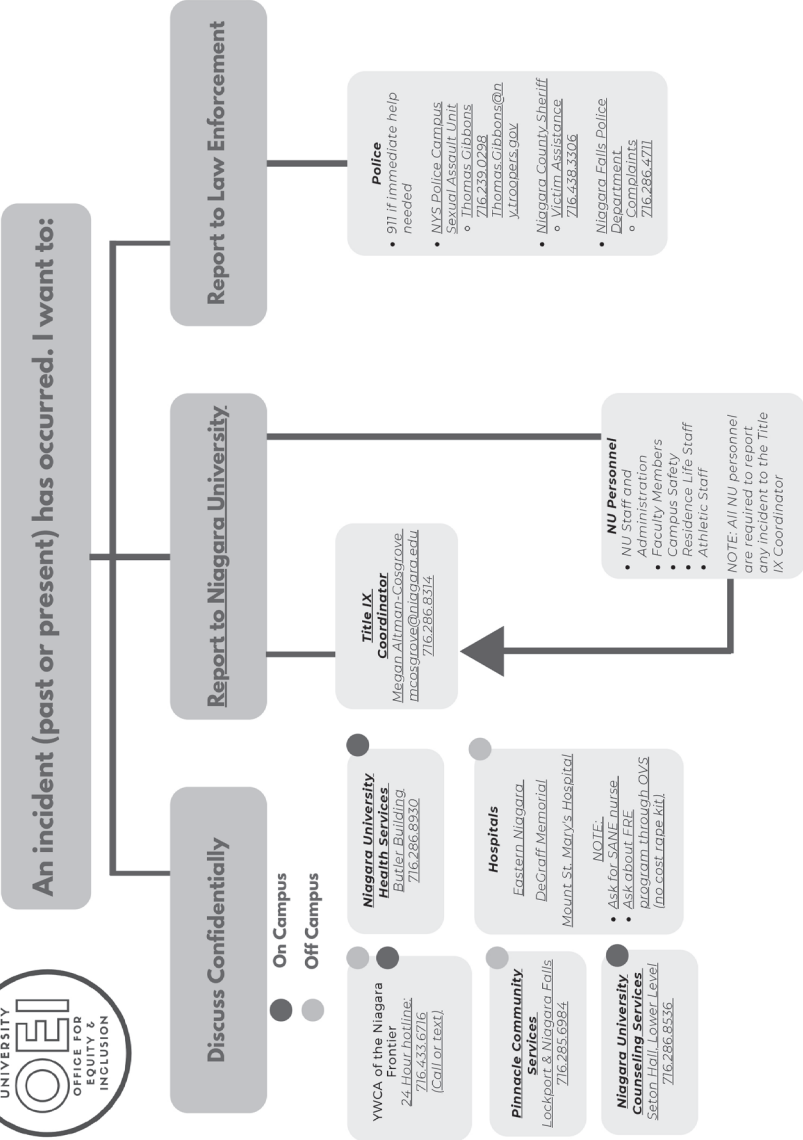 UNIVERSITY
OEI
OFFICE FOR
EQUITY &
INCLUSION
An incident (past or present) has occurred. I want to:
Discuss Confidentially
On Campus
Off Campus
YWCA of the Niagara
Frontier
24 Hour hotline:
716.433.6716
(Call or text)
Niagara University
Health Services
Butler Building
716.286.8930
Pinnacle Community
Services
Lockport & Niagara Falls
716.285.6984
Hospitals
Eastern Niagara
DeGraff Memorial
Mount St. Mary's Hospital
NOTE:
• Ask for SANE nurse
• Ask about FRE
program through OVS
(no cost rape kit)
Niagara University
Counseling Services
Seton Hall, Lower Level
716.286.8536
Report to Niagara University
Title IX
Coordinator
Megan Altman-Cosgrove
mcosgrove@niagara.edu
716.286.8314
NU Personnel
• NU Staff and
Administration
• Faculty Members
• Campus Safety
• Residence Life Staff
• Athletic Staff
NOTE: All NU personnel
are required to report
any incident to the Title
IX Coordinator
Report to Law Enforcement
Police
• 911 if immediate help
needed
• NYS Police Campus
Sexual Assault Unit
◦ Thomas Gibbons
716.239.0298
Thomas.Gibbons@n
y.troopers.gov
• Niagara County Sheriff
◦ Victim Assistance
716.438.3306
• Niagara Falls Police
Department
◦ Complaints
716.286.4711